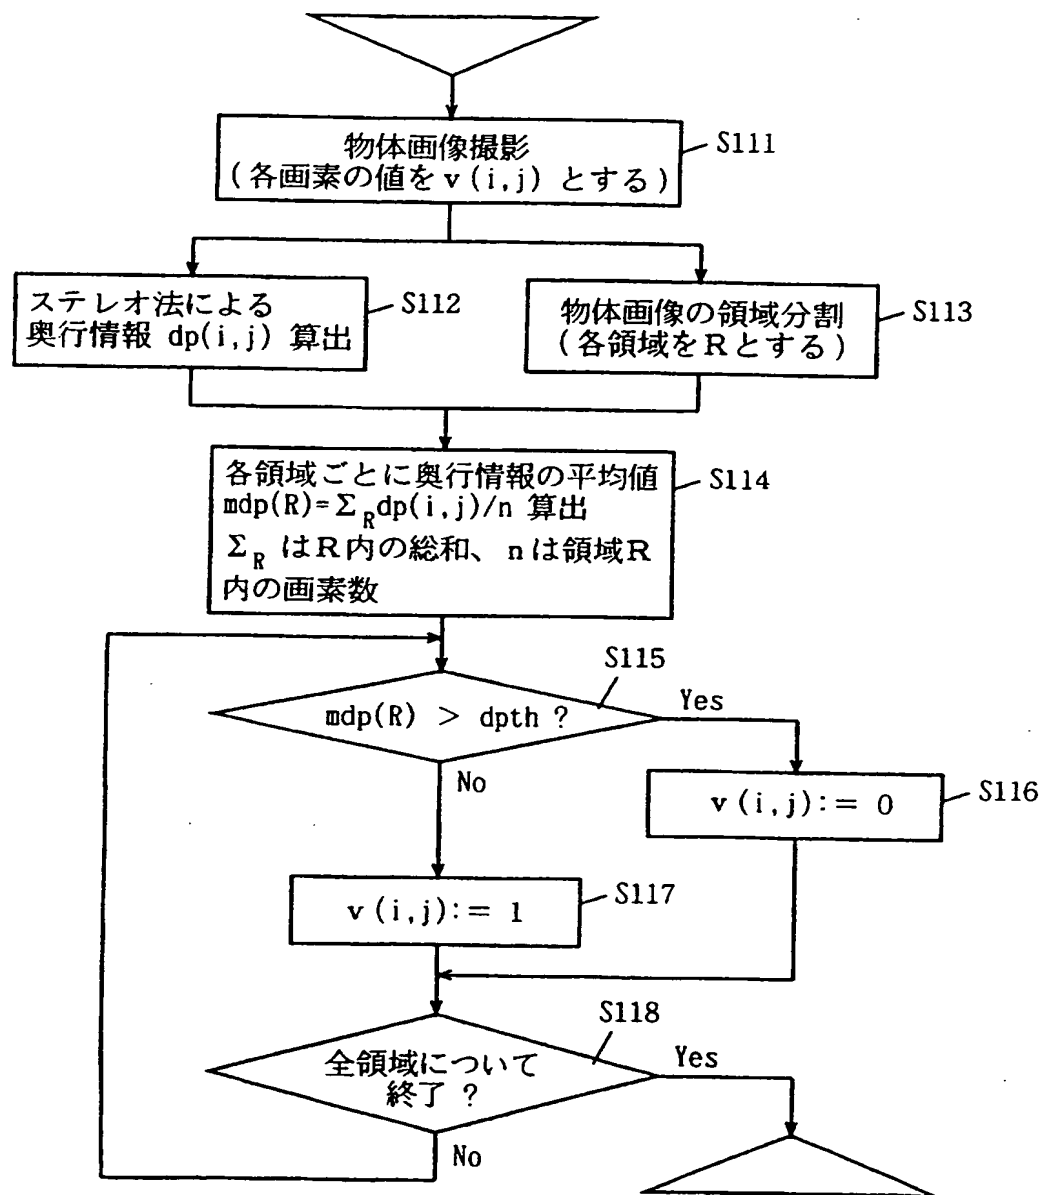 物体画像撮影
(各画素の値をv(i,j)とする)
S111
ステレオ法による
奥行情報 dp(i,j) 算出
S112
物体画像の領域分割
(各領域をRとする)
S113
各領域ごとに奥行情報の平均値
mdp(R)=Σ_R dp(i,j)/n 算出
Σ_R はR内の総和、nは領域R
内の画素数
S114
S115
mdp(R) > dpth ?
Yes
No
v(i,j):= 0
S116
v(i,j):= 1
S117
S118
全領域について
終了 ?
Yes
No